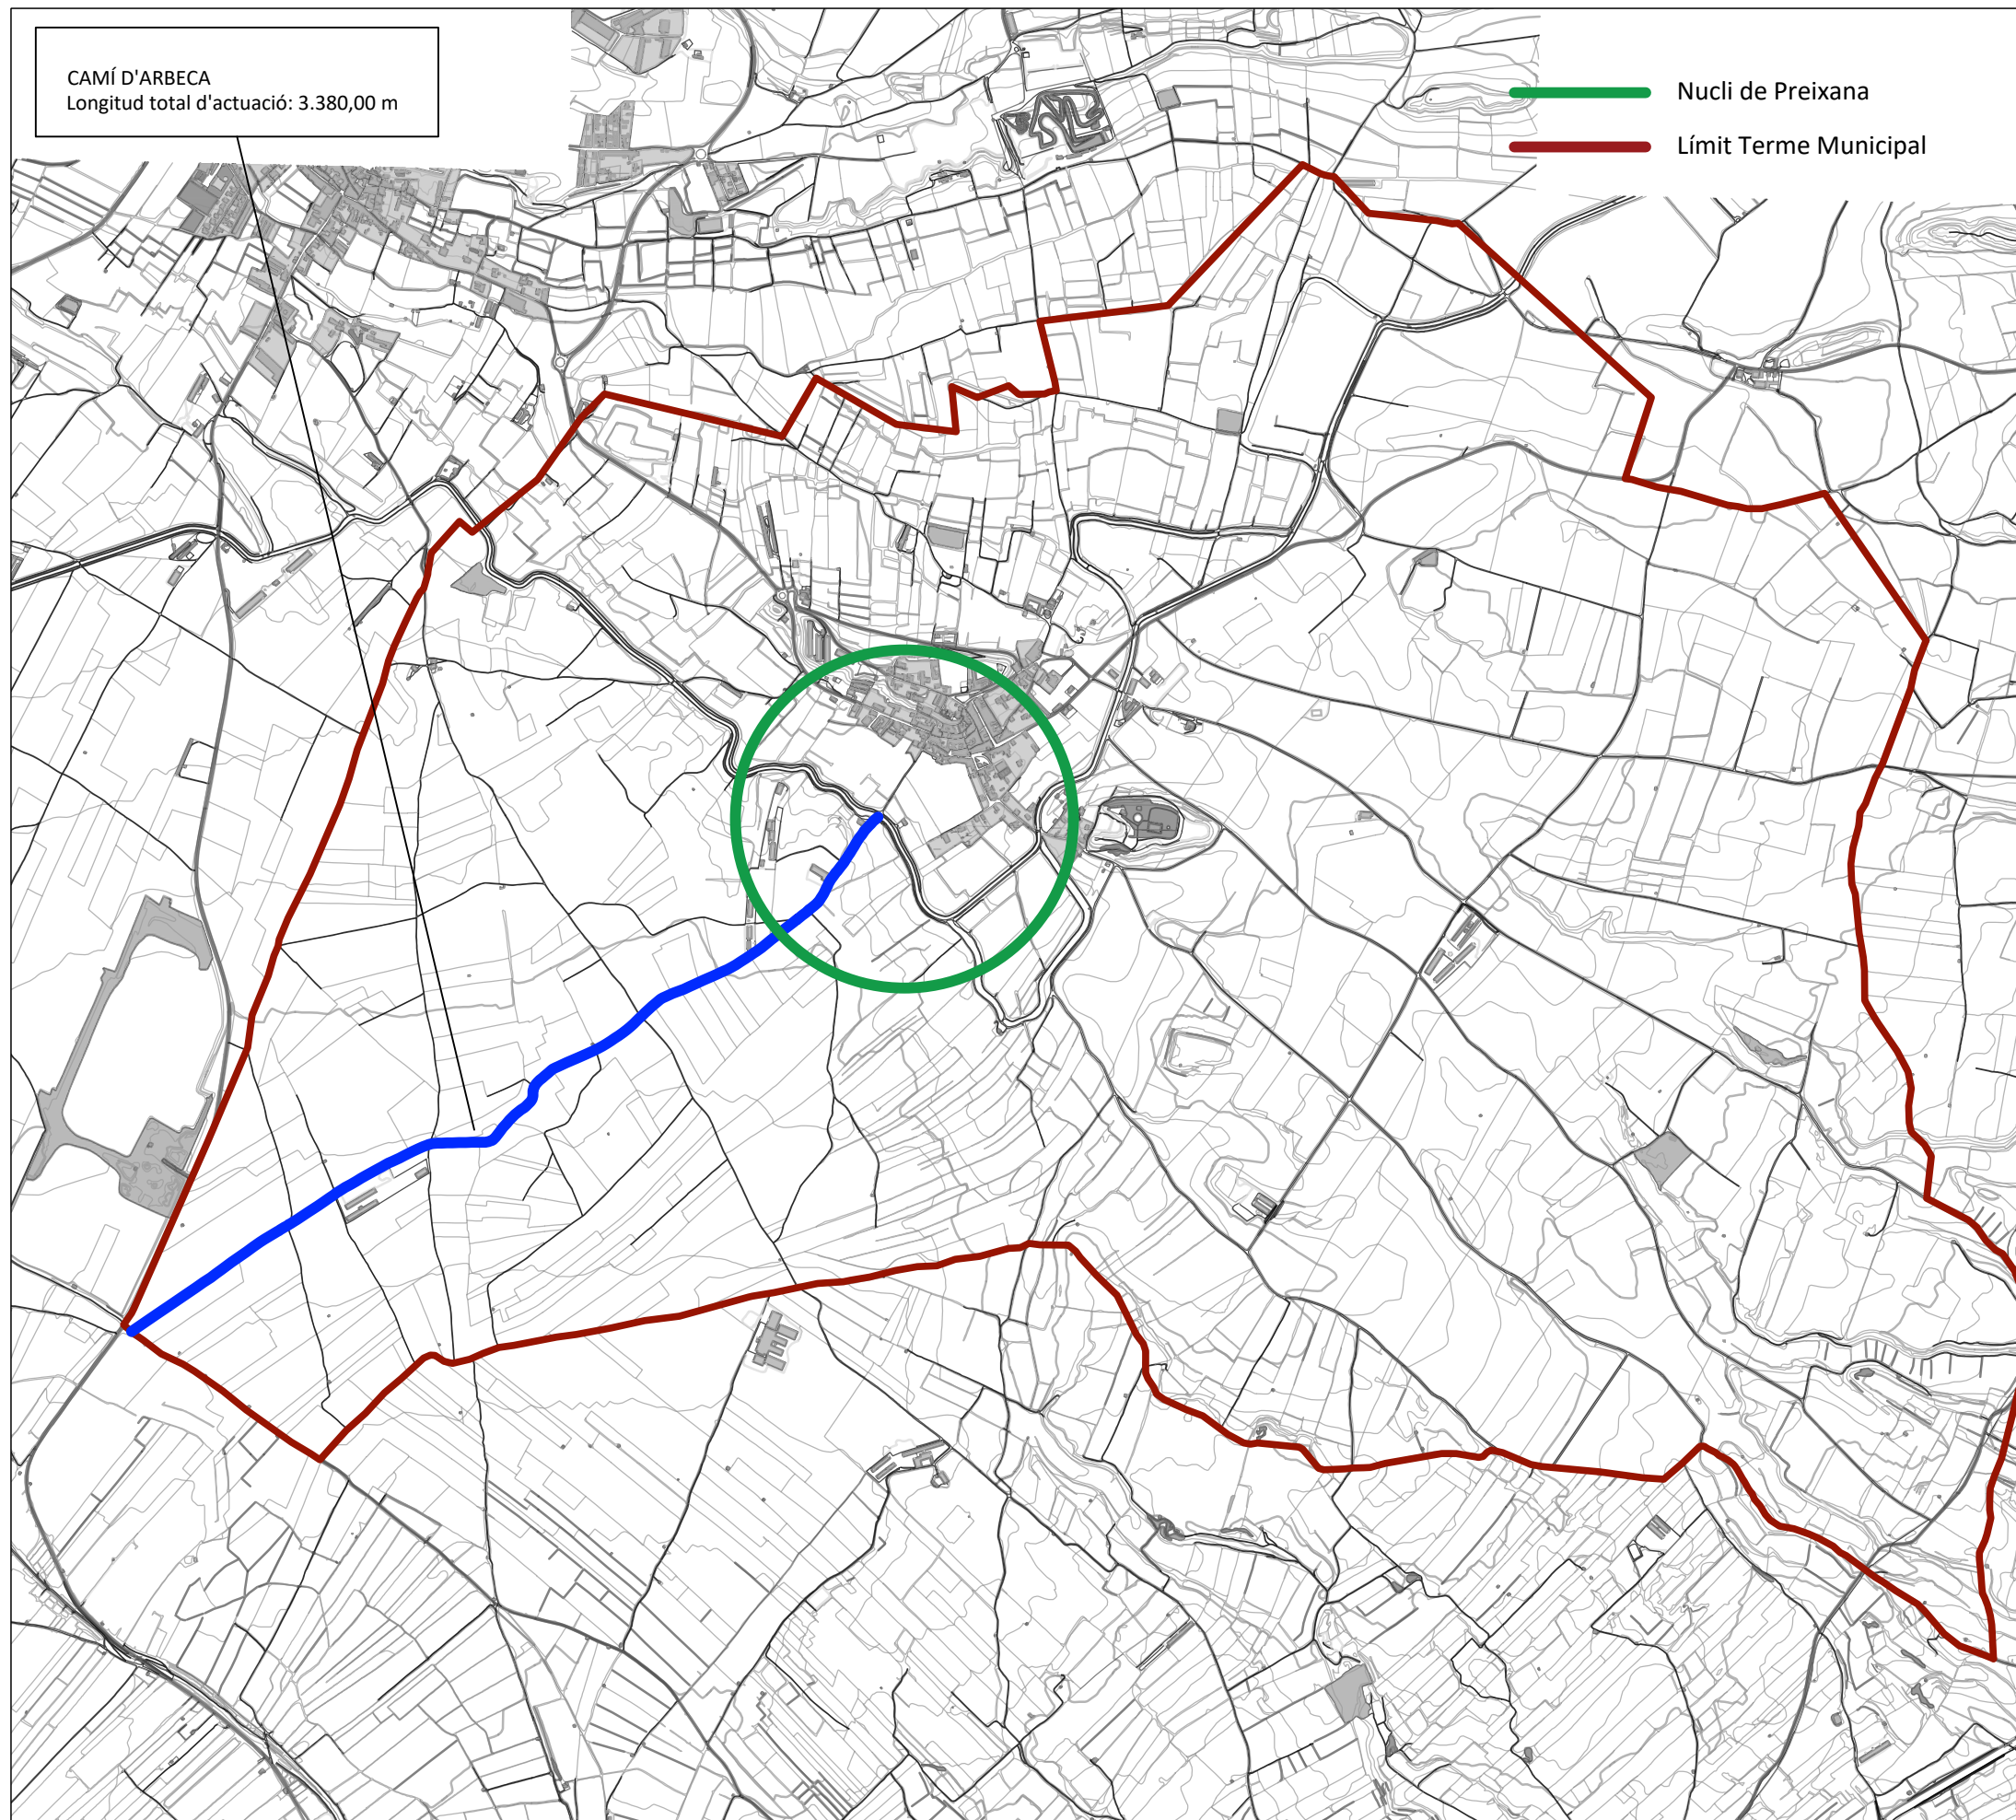 CAMÍ D'ARBECA
Longitud total d'actuació: 3.380,00 m
Nucli de Preixana
Límit Terme Municipal